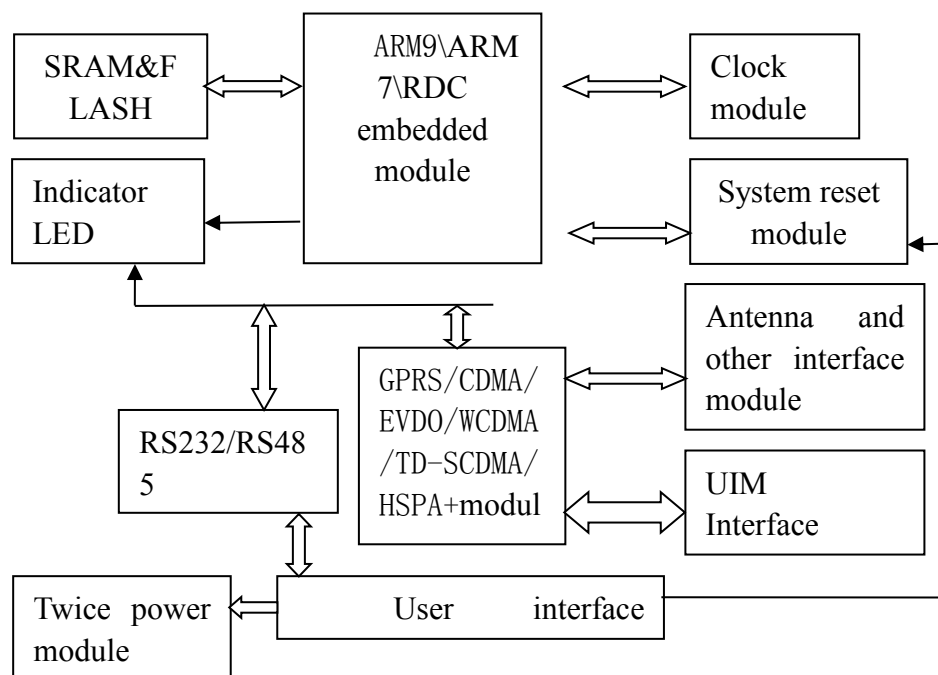 SRAM&F
LASH
ARM9\ARM
7\RDC
embedded
module
Clock
module
Indicator
LED
System reset
module
Antenna and
other interface
module
GPRS/CDMA/
EVDO/WCDMA
/TD-SCDMA/
HSPA+modul
RS232/RS48
5
UIM
Interface
Twice power
module
User interface